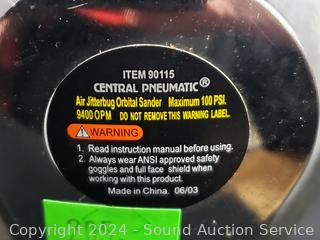 ITEM 90115
CENTRAL PNEUMATIC®
Air Jitterbug Orbital Sander Maximum 100 PSI.
9400 OPM DO NOT REMOVE THIS WARNING LABEL.
WARNING
1. Read instruction manual before using.
2. Always wear ANSI approved safety
goggles and full face shield when
working with this product.
Made in China. 06/03
Copyright 2024 - Sound Auction Service